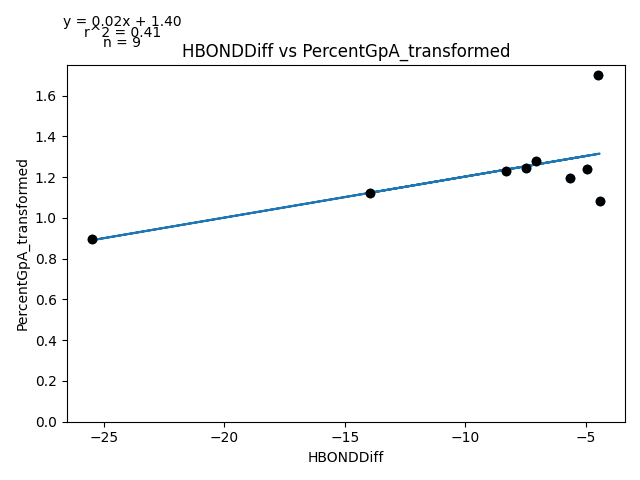 y = 0.02x + 1.40
r^2 = 0.41
n = 9
HBONDDiff vs PercentGpA_transformed
PercentGpA_transformed
1.6
1.4
1.2
1.0
0.8
0.6
0.4
0.2
0.0
−25
−20
−15
−10
−5
HBONDDiff